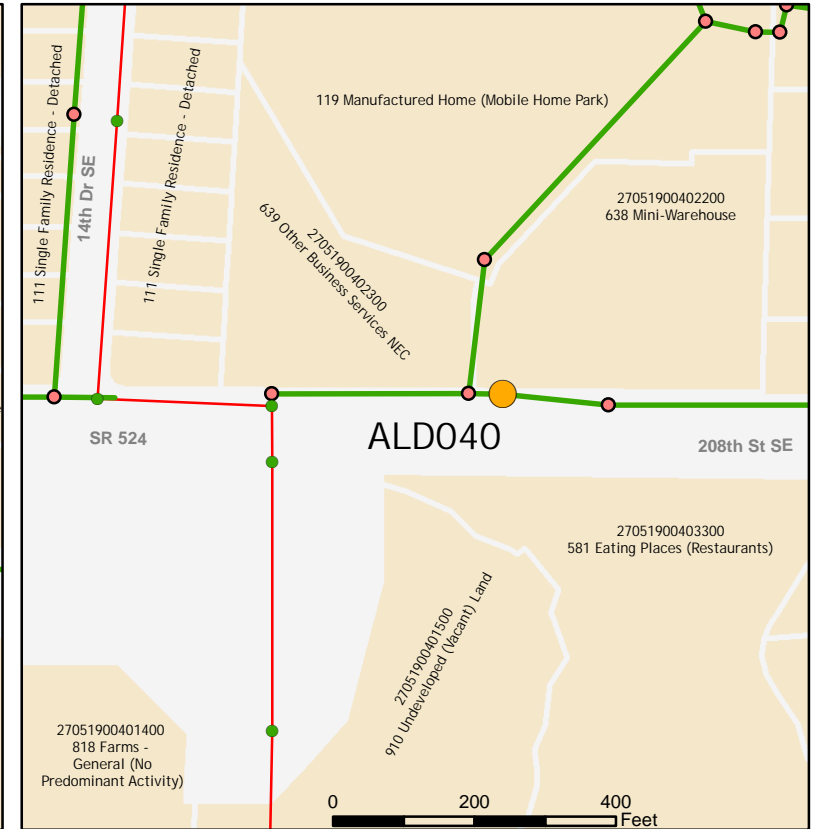 111 Single Family Residence - Detached
14th Dr SE
111 Single Family Residence - Detached
119 Manufactured Home (Mobile Home Park)
27051900402200
638 Mini-Warehouse
27051900402300
639 Other Business Services NEC
SR 524
ALD040
208th St SE
27051900403300
581 Eating Places (Restaurants)
27051900401500
910 Undeveloped (Vacant) Land
27051900401400
818 Farms -
General (No
Predominant Activity)
0 200 400
Feet